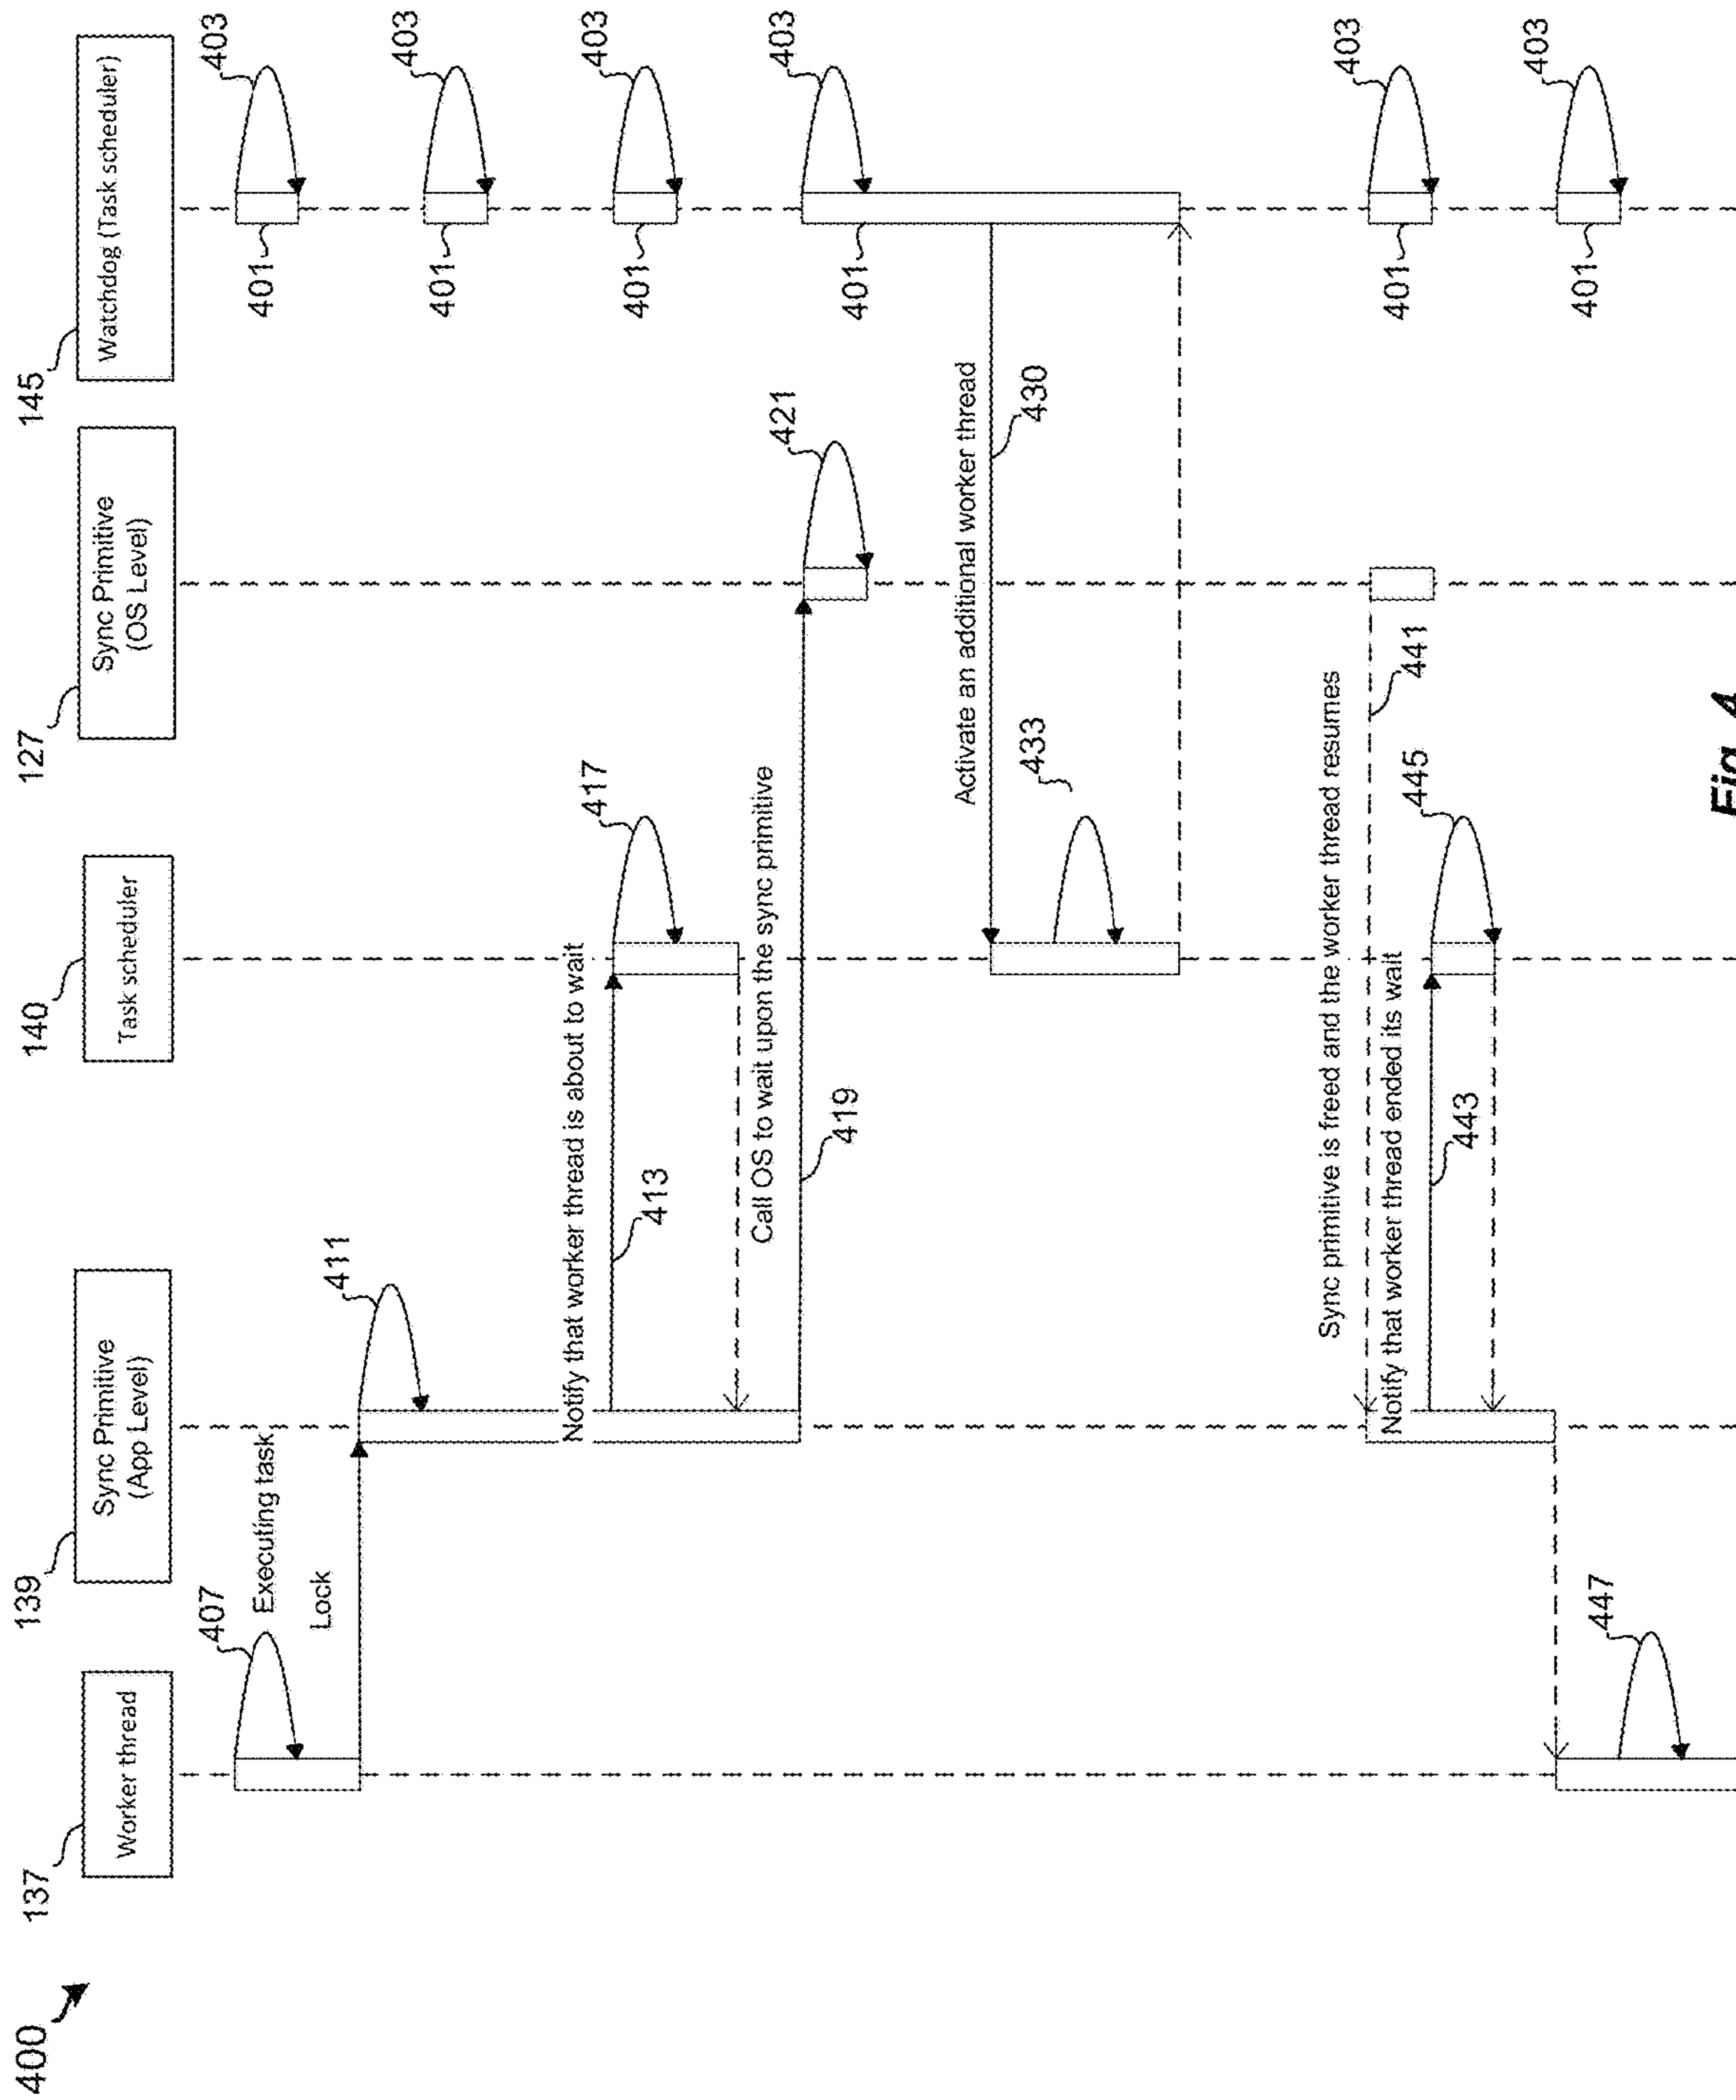 400
137
Worker thread
139
Sync Primitive
(App Level)
140
Task scheduler
127
Sync Primitive
(OS Level)
145
Watchdog (Task scheduler)
407
Executing task
401
403
Lock
411
401
403
Notify that worker thread is about to wait
413
417
401
403
Call OS to wait upon the sync primitive
419
421
401
403
Activate an additional worker thread
430
433
Sync primitive is freed and the worker thread resumes
441
401
403
Notify that worker thread ended its wait
443
445
447
401
403
Fig. 4